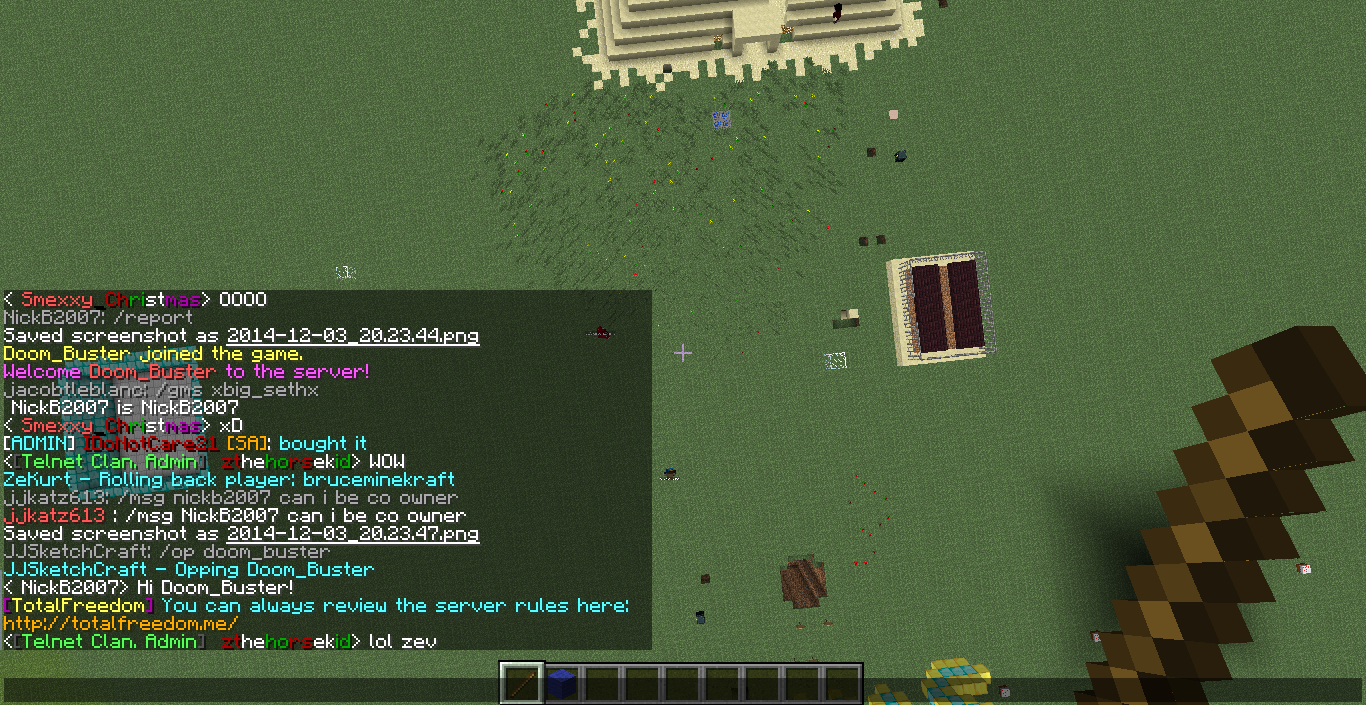 < Smexxy_Christmas> OOOO
NickB2007: /report
Saved screenshot as 2014-12-03_20.23.44.png
Doom_Buster joined the game.
Welcome Doom_Buster to the server!
jacobtleblanc: /gms xbig_sethx
NickB2007 is NickB2007
< Smexxy_Christmas> xD
[ADMIN] IDoNotCare21 [SA]: bought it
<[Telnet Clan. Admin] zthehorsekid> WOW
ZeKurt - Rolling back player: bruceminekraft
jjkatz613: /msg nickb2007 can i be co owner
jjkatz613 : /msg NickB2007 can i be co owner
Saved screenshot as 2014-12-03_20.23.47.png
JJSketchCraft: /op doom_buster
JJSketchCraft - Opping Doom_Buster
< NickB2007> Hi Doom_Buster!
[TotalFreedom] You can always review the server rules here:
http://totalfreedom.me/
<[Telnet Clan. Admin] zthehorsekid> lol zev